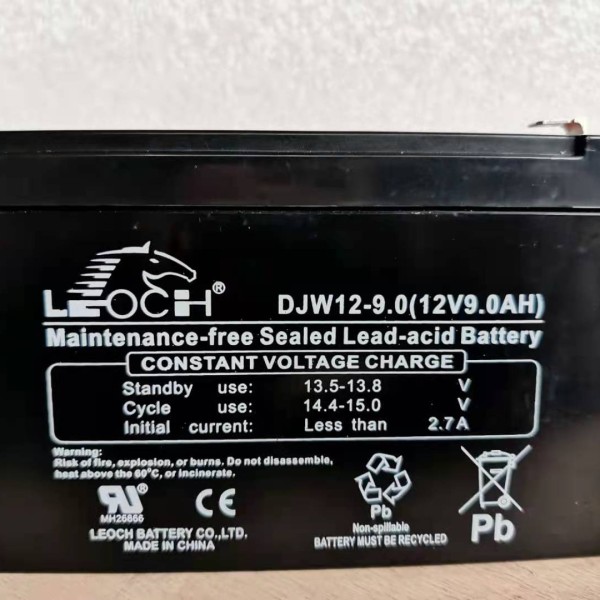 LEOCH®
DJW12-9.0(12V9.0AH)
Maintenance-free Sealed Lead-acid Battery
CONSTANT VOLTAGE CHARGE
Standby use: 13.5-13.8 V
Cycle use: 14.4-15.0 V
Initial current: Less than 2.7A
Warning:
Risk of fire, explosion, or burns. Do not disassemble,
heat above the 60°C, or incinerate.
RU® CE
MH26866
LEOCH BATTERY CO.,LTD.
MADE IN CHINA
Pb
Non-spillable
BATTERY MUST BE RECYCLED
Pb